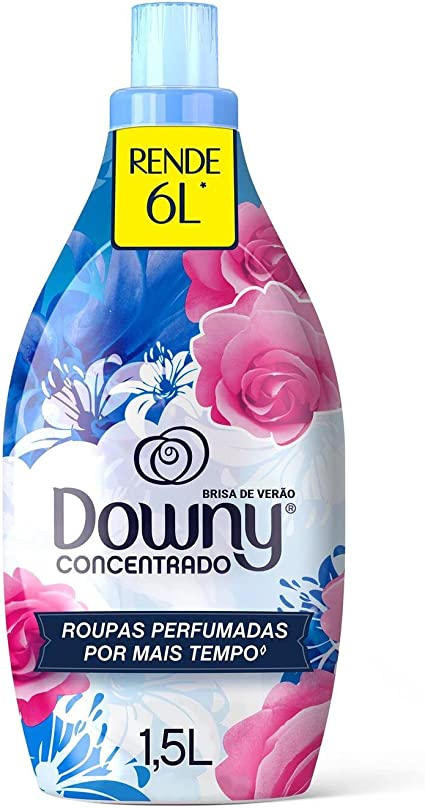 RENDE
6L*
BRISA DE VERÃO
Downy®
CONCENTRADO
ROUPAS PERFUMADAS
POR MAIS TEMPO◊
1,5L